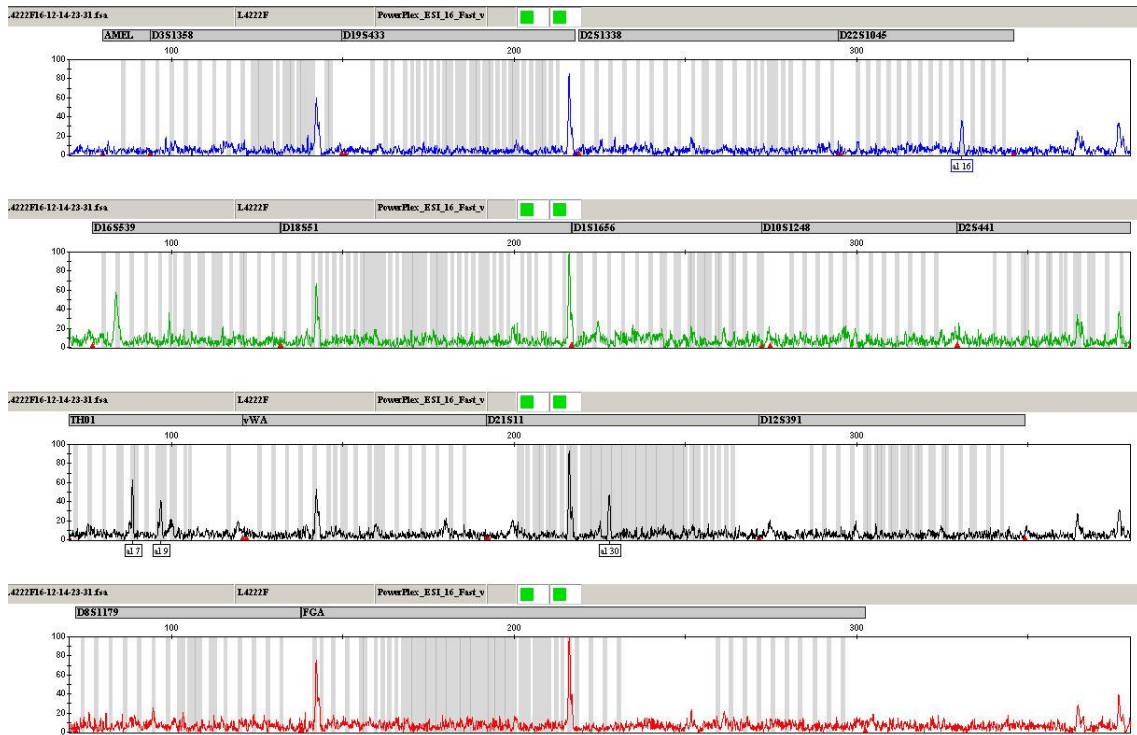 .4222F16-12-14-23-31.fsa L4222F PowerPlex_ESI_16_Fast_v
AMEL D3S1358 D19S433 D2S1338 D22S1045
100 200 300
100
80
60
40
20
0
al 16
.4222F16-12-14-23-31.fsa L4222F PowerPlex_ESI_16_Fast_v
D16S539 D18S51 D1S1656 D10S1248 D2S441
100 200 300
100
80
60
40
20
0
.4222F16-12-14-23-31.fsa L4222F PowerPlex_ESI_16_Fast_v
TH01 vWA D21S11 D12S391
100 200 300
100
80
60
40
20
0
al 7 al 9 al 30
.4222F16-12-14-23-31.fsa L4222F PowerPlex_ESI_16_Fast_v
D8S1179 FGA
100 200 300
100
80
60
40
20
0